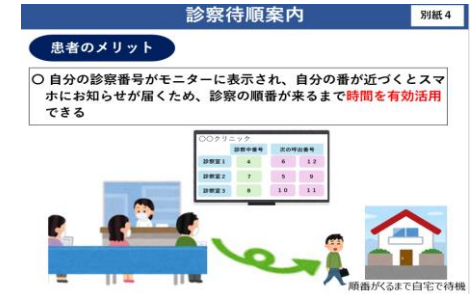 診察待順案内
別紙４
患者のメリット
〇 自分の診察番号がモニターに表示され、自分の番が近づくとスマ
ホにお知らせが届くため、診察の順番が来るまで時間を有効活用
できる
〇〇クリニック
診察中番号 次の呼出番号
診察室１ 4 6 12
診察室２ 7 5 9
診察室３ 8 10 11
順番がくるまで自宅で待機